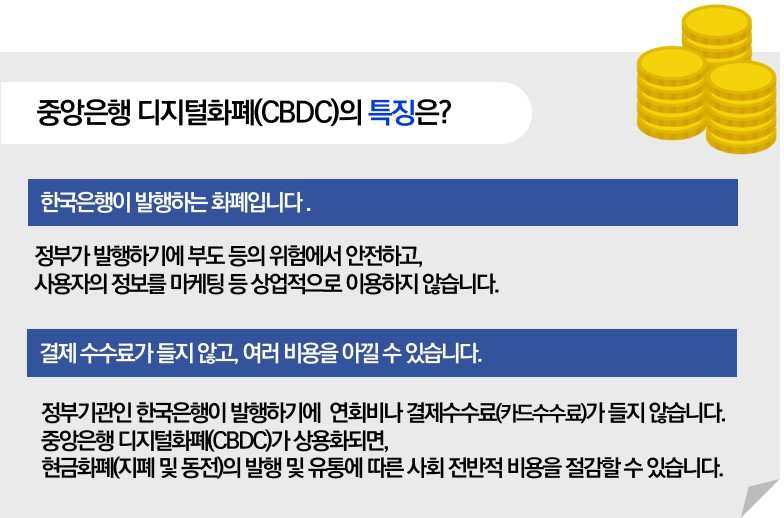 중앙은행 디지털화폐(CBDC)의 특징은?
한국은행이 발행하는 화폐입니다 .
정부가 발행하기에 부도 등의 위험에서 안전하고,
사용자의 정보를 마케팅 등 상업적으로 이용하지 않습니다.
결제 수수료가 들지 않고, 여러 비용을 아낄 수 있습니다.
정부기관인 한국은행이 발행하기에 연회비나 결제수수료(카드수수료)가 들지 않습니다.
중앙은행 디지털화폐(CBDC)가 상용화되면,
현금화폐(지폐 및 동전)의 발행 및 유통에 따른 사회 전반적 비용을 절감할 수 있습니다.